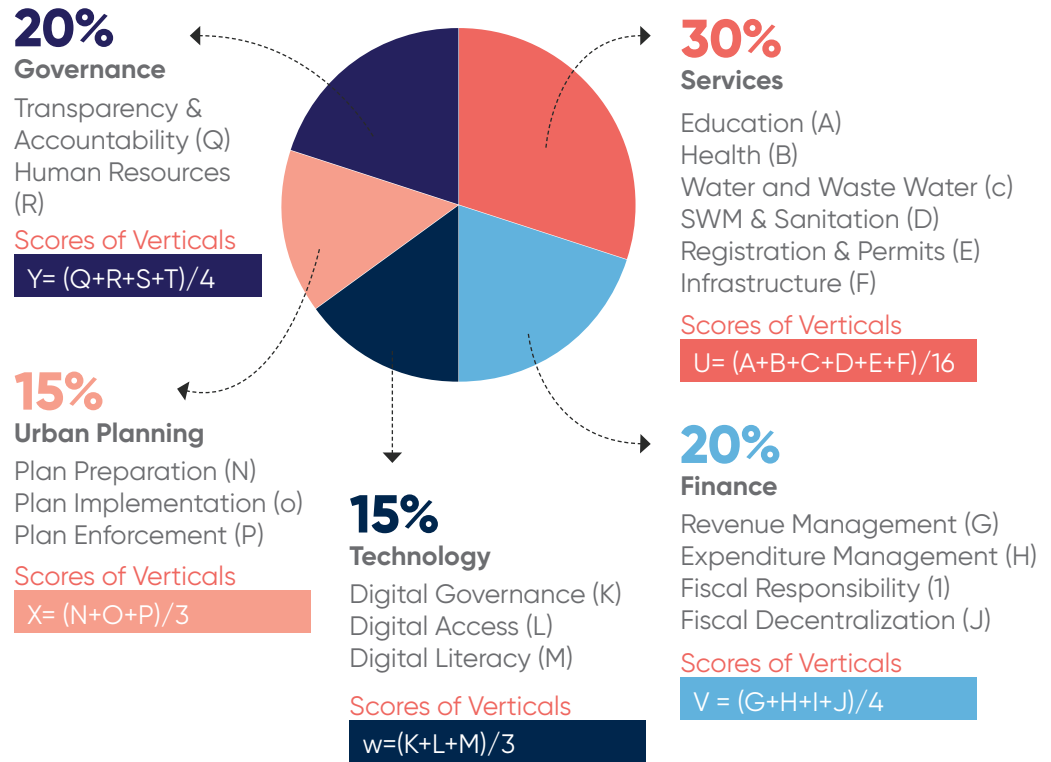 20%
Governance
Transparency &
Accountability (Q)
Human Resources
(R)
Scores of Verticals
Y= (Q+R+S+T)/4
30%
Services
Education (A)
Health (B)
Water and Waste Water (c)
SWM & Sanitation (D)
Registration & Permits (E)
Infrastructure (F)
Scores of Verticals
U= (A+B+C+D+E+F)/16
15%
Urban Planning
Plan Preparation (N)
Plan Implementation (o)
Plan Enforcement (P)
Scores of Verticals
X= (N+O+P)/3
15%
Technology
Digital Governance (K)
Digital Access (L)
Digital Literacy (M)
Scores of Verticals
w=(K+L+M)/3
20%
Finance
Revenue Management (G)
Expenditure Management (H)
Fiscal Responsibility (1)
Fiscal Decentralization (J)
Scores of Verticals
V = (G+H+I+J)/4